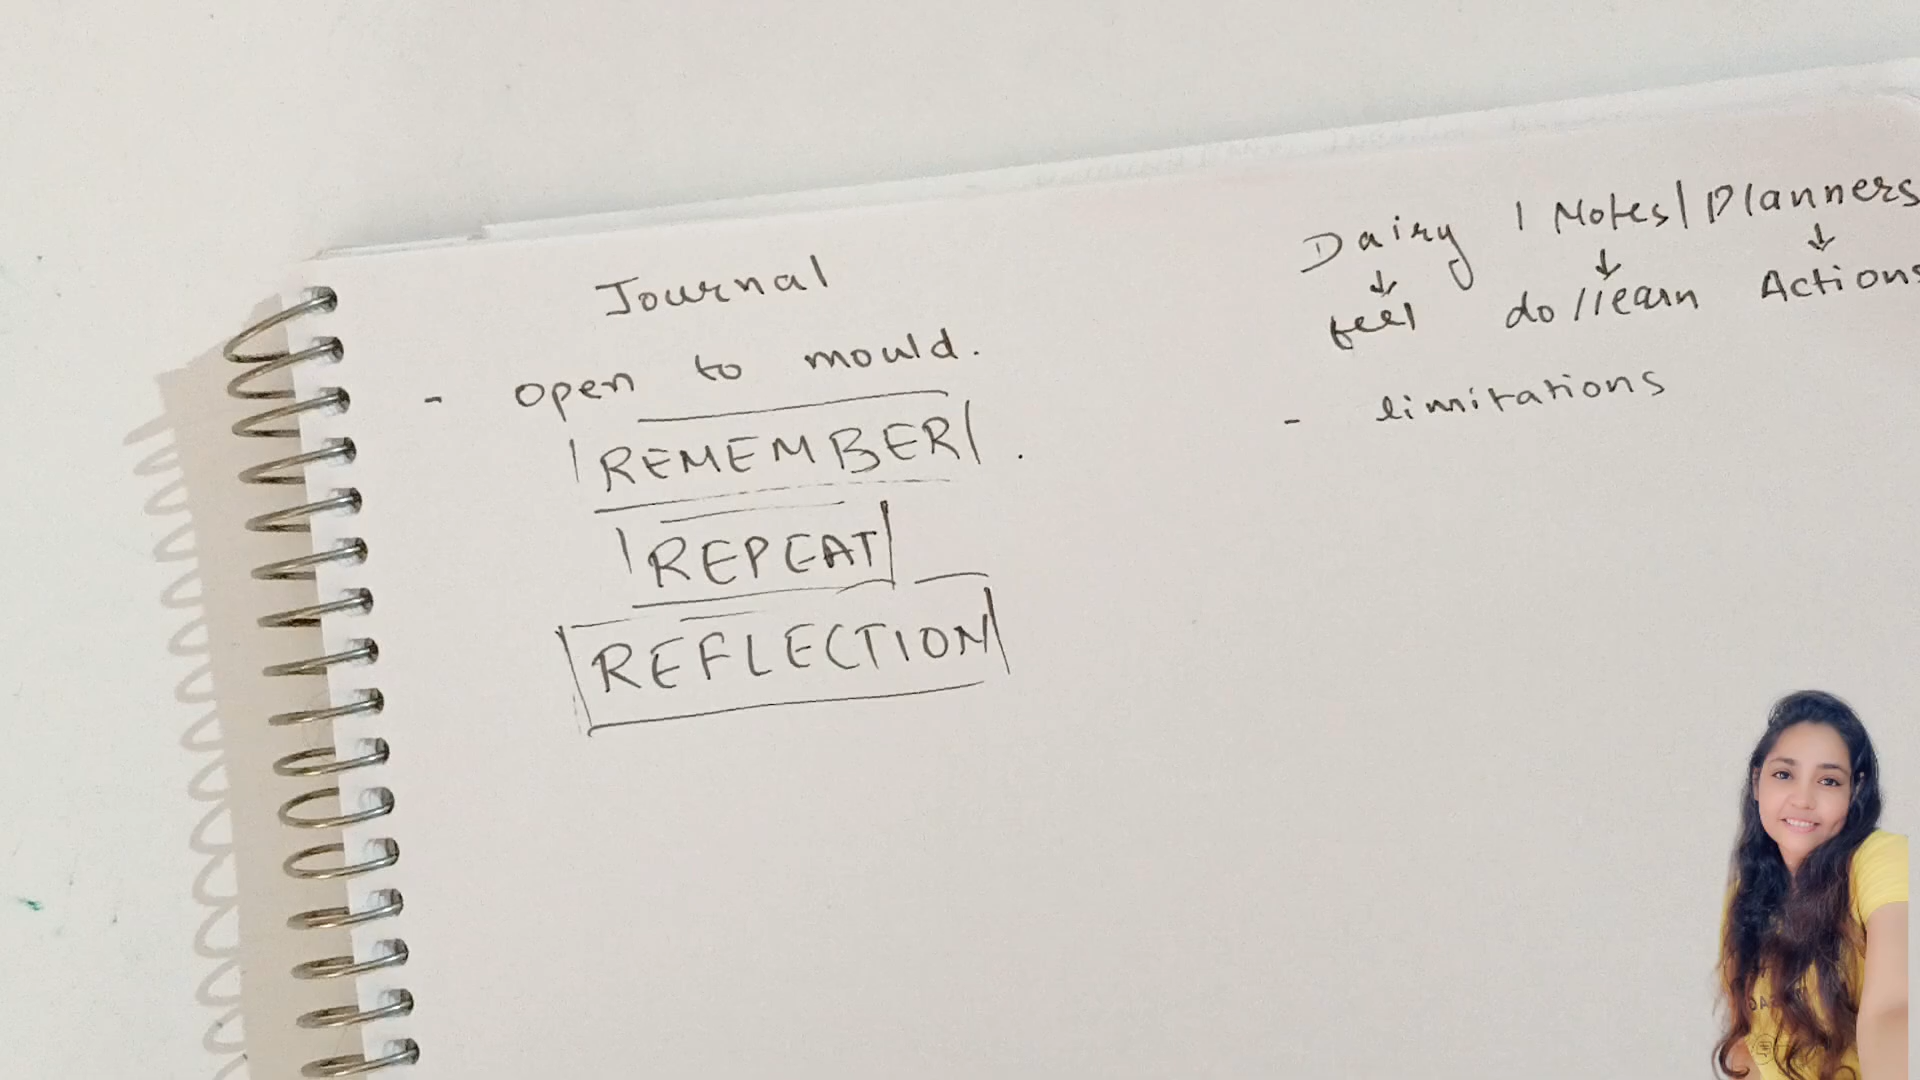 Journal
- open to mould.
REMEMBER.
REPEAT
REFLECTION
Dairy | Notes | Planners
↓ ↓ ↓
feel do/learn Actions
- limitations